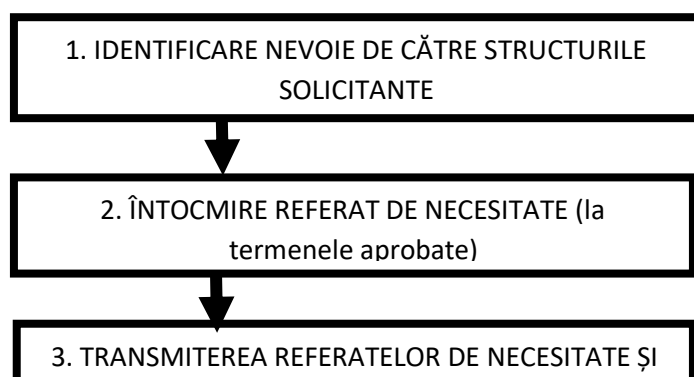 1. IDENTIFICARE NEVOIE DE CĂTRE STRUCTURILE
SOLICITANTE
2. ÎNTOCMIRE REFERAT DE NECESITATE (la
termenele aprobate)
3. TRANSMITEREA REFERATELOR DE NECESITATE ȘI